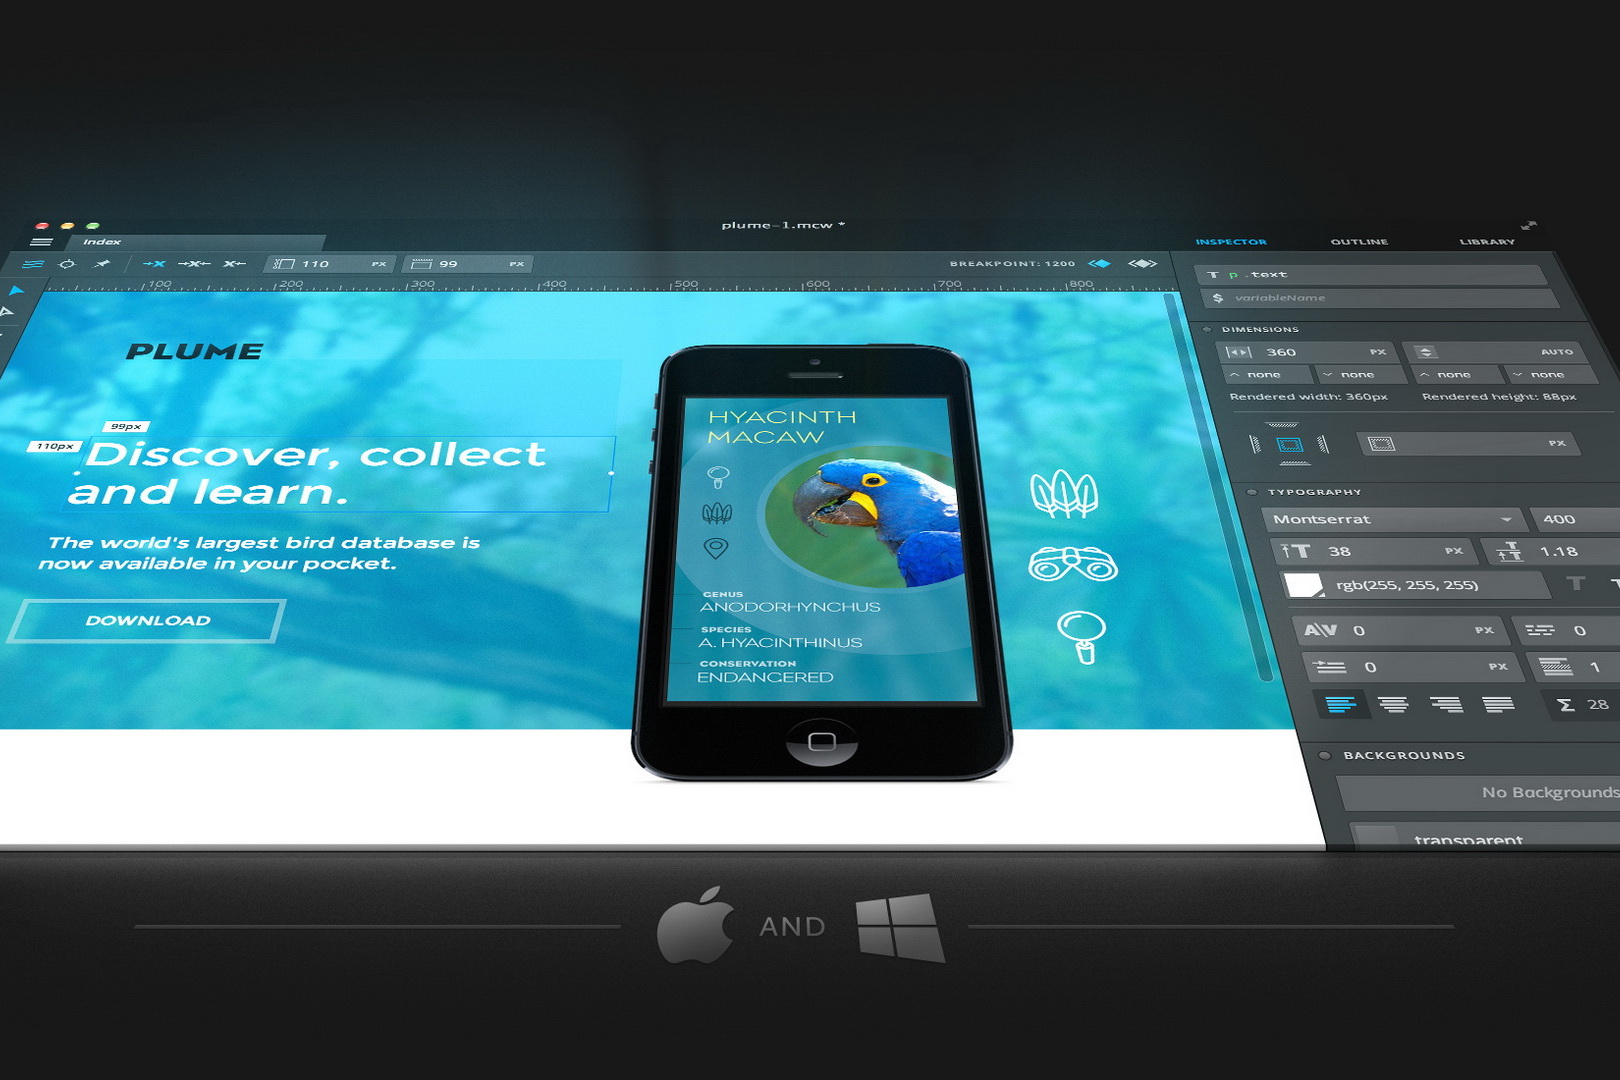 plume-1.mcw *
Index
INSPECTOR
OUTLINE
LIBRARY
110 PX
99 PX
BREAKPOINT: 1200
100 200 300 400 500 600 700 800
T p .text
$ variableName
DIMENSIONS
360 PX
AUTO
none none none none
Rendered width: 360px Rendered height: 88px
PX
TYPOGRAPHY
Montserrat 400
T 38 PX 1.18
rgb(255, 255, 255) T
A|V 0 PX 0
0 PX 1
Σ 28
BACKGROUNDS
No Backgrounds
transparent
PLUME
99px
110px
Discover, collect
and learn.
The world's largest bird database is
now available in your pocket.
DOWNLOAD
HYACINTH
MACAW
GENUS
ANODORHYNCHUS
SPECIES
A. HYACINTHINUS
CONSERVATION
ENDANGERED
AND